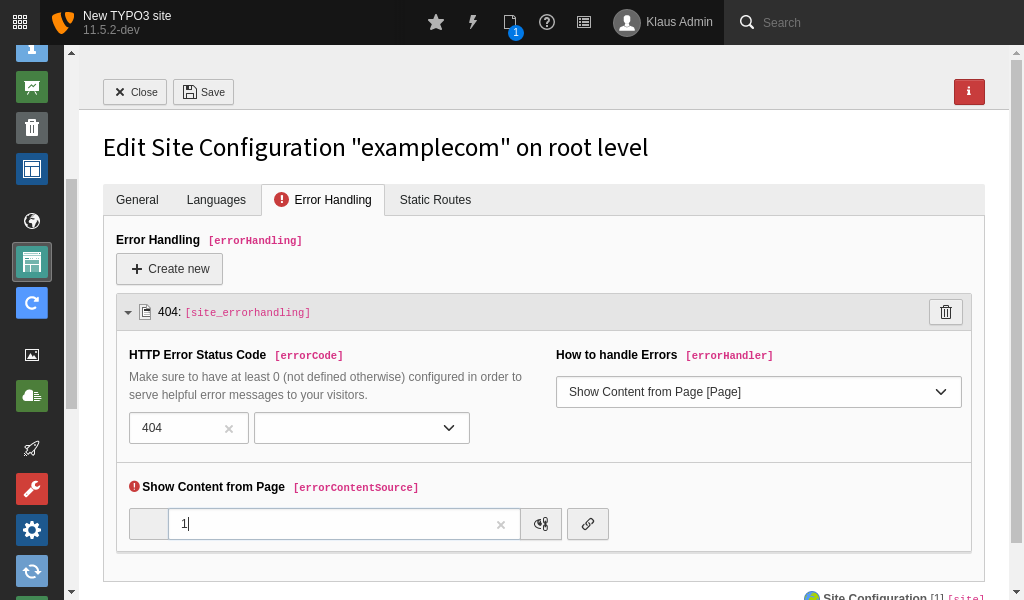 New TYPO3 site
11.5.2-dev
1
Klaus Admin
Search
Close
Save
Edit Site Configuration "examplecom" on root level
General
Languages
Error Handling
Static Routes
Error Handling [errorHandling]
Create new
404: [site_errorhandling]
HTTP Error Status Code [errorCode]
Make sure to have at least 0 (not defined otherwise) configured in order to
serve helpful error messages to your visitors.
404
How to handle Errors [errorHandler]
Show Content from Page [Page]
Show Content from Page [errorContentSource]
1
Site Configuration [1] [site]